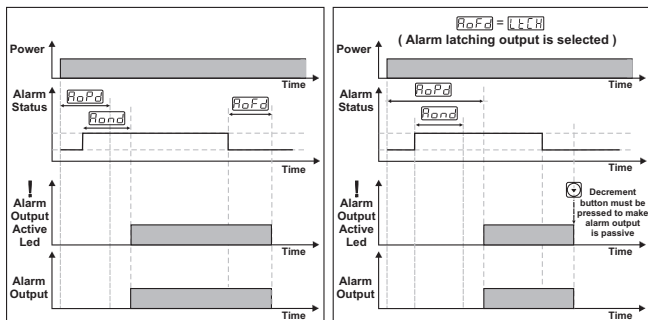 Power
Time
Alarm
Status
AoPd
Aond
AoFd
Time
!
Alarm
Output
Active
Led
Time
Alarm
Output
Time
AoFd = LtCH
( Alarm latching output is selected )
Power
Time
Alarm
Status
AoPd
Aond
Time
!
Alarm
Output
Active
Led
Decrement
button must be
pressed to make
alarm output
is passive
Time
Alarm
Output
Time